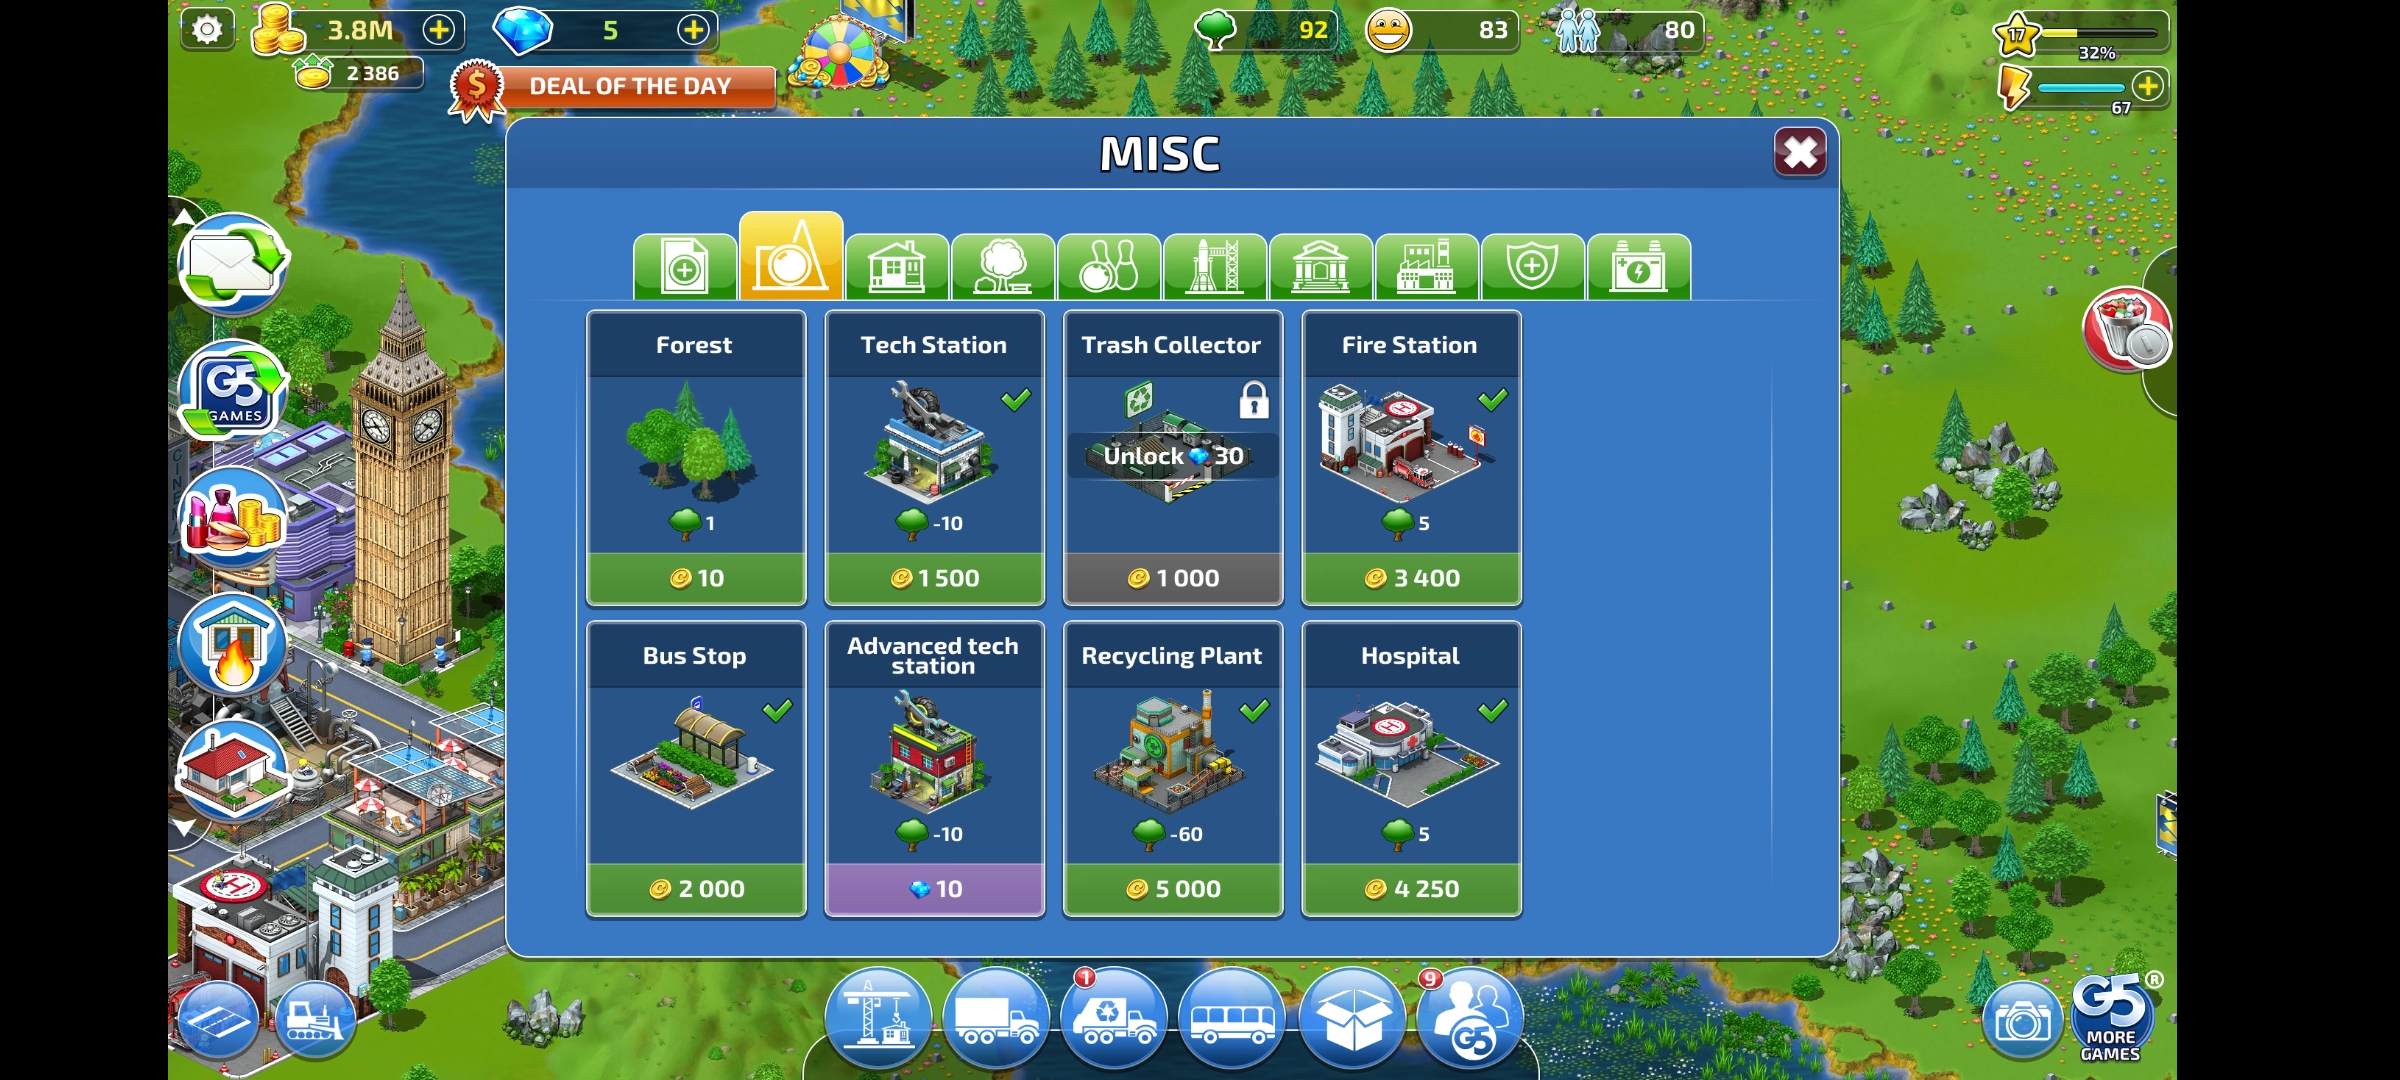 3.8M
5
92
83
80
17
32%
2 386
DEAL OF THE DAY
67
MISC
Forest
Tech Station
Trash Collector
Fire Station
Unlock 30
1
-10
5
10
1 500
1 000
3 400
Bus Stop
Advanced tech
station
Recycling Plant
Hospital
-10
-60
5
2 000
10
5 000
4 250
G5
GAMES
CINEMA
H
1
9
G5
G5®
MORE
GAMES